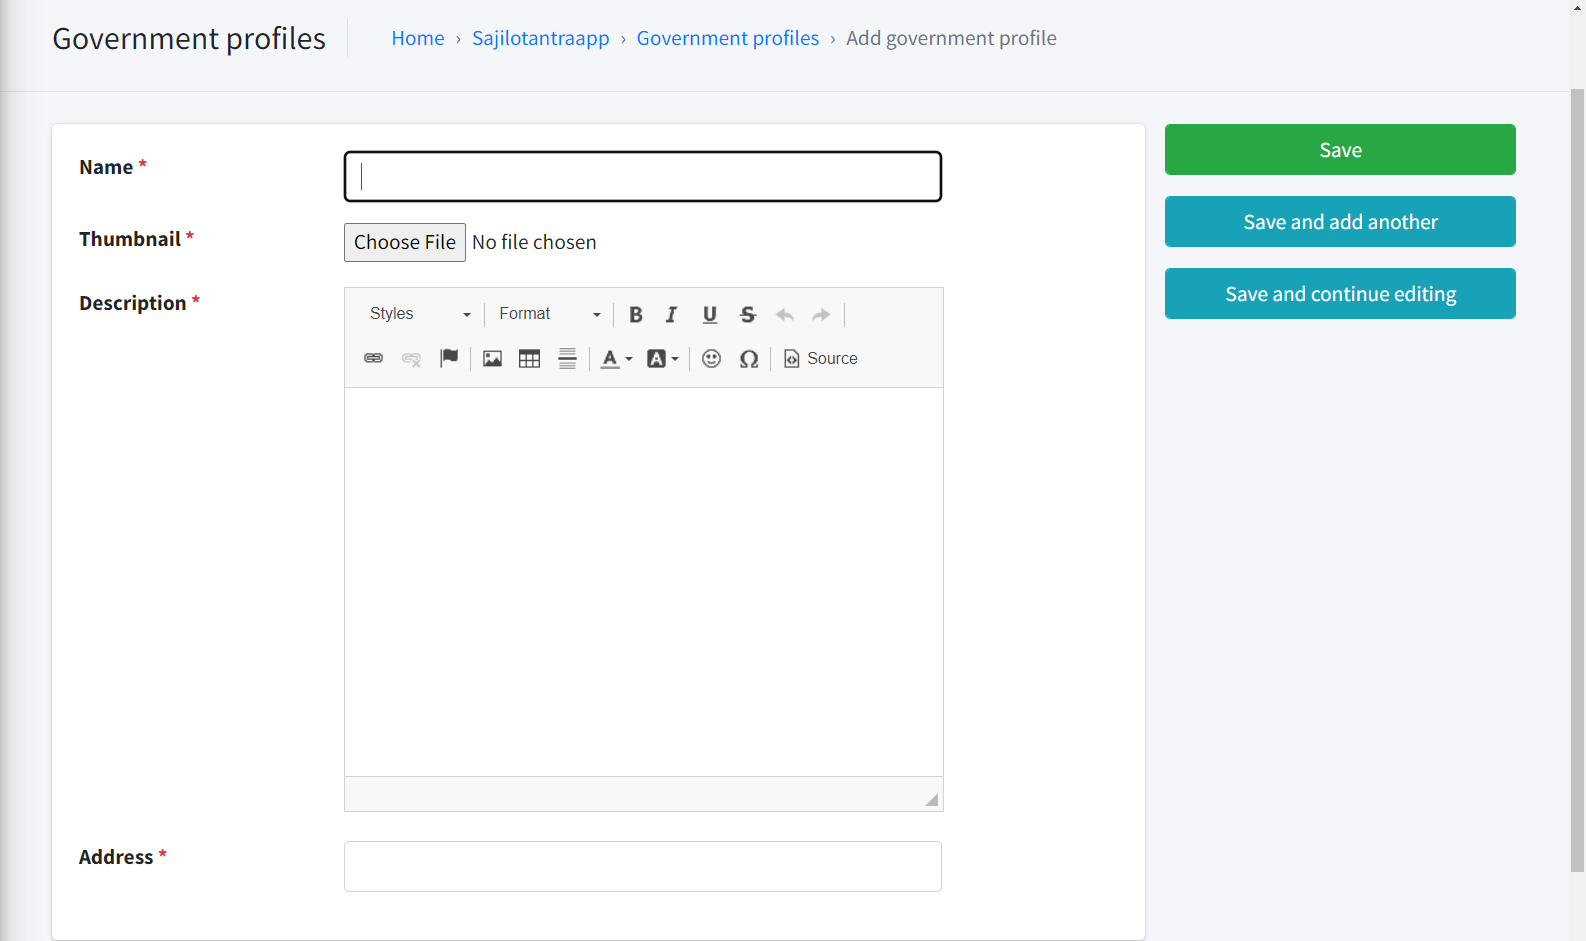 Government profiles
Home › Sajilotantraapp › Government profiles › Add government profile
Name *
Save
Thumbnail *
Choose File No file chosen
Save and add another
Description *
Styles Format B I U S
Save and continue editing
A A Ω Source
Address *